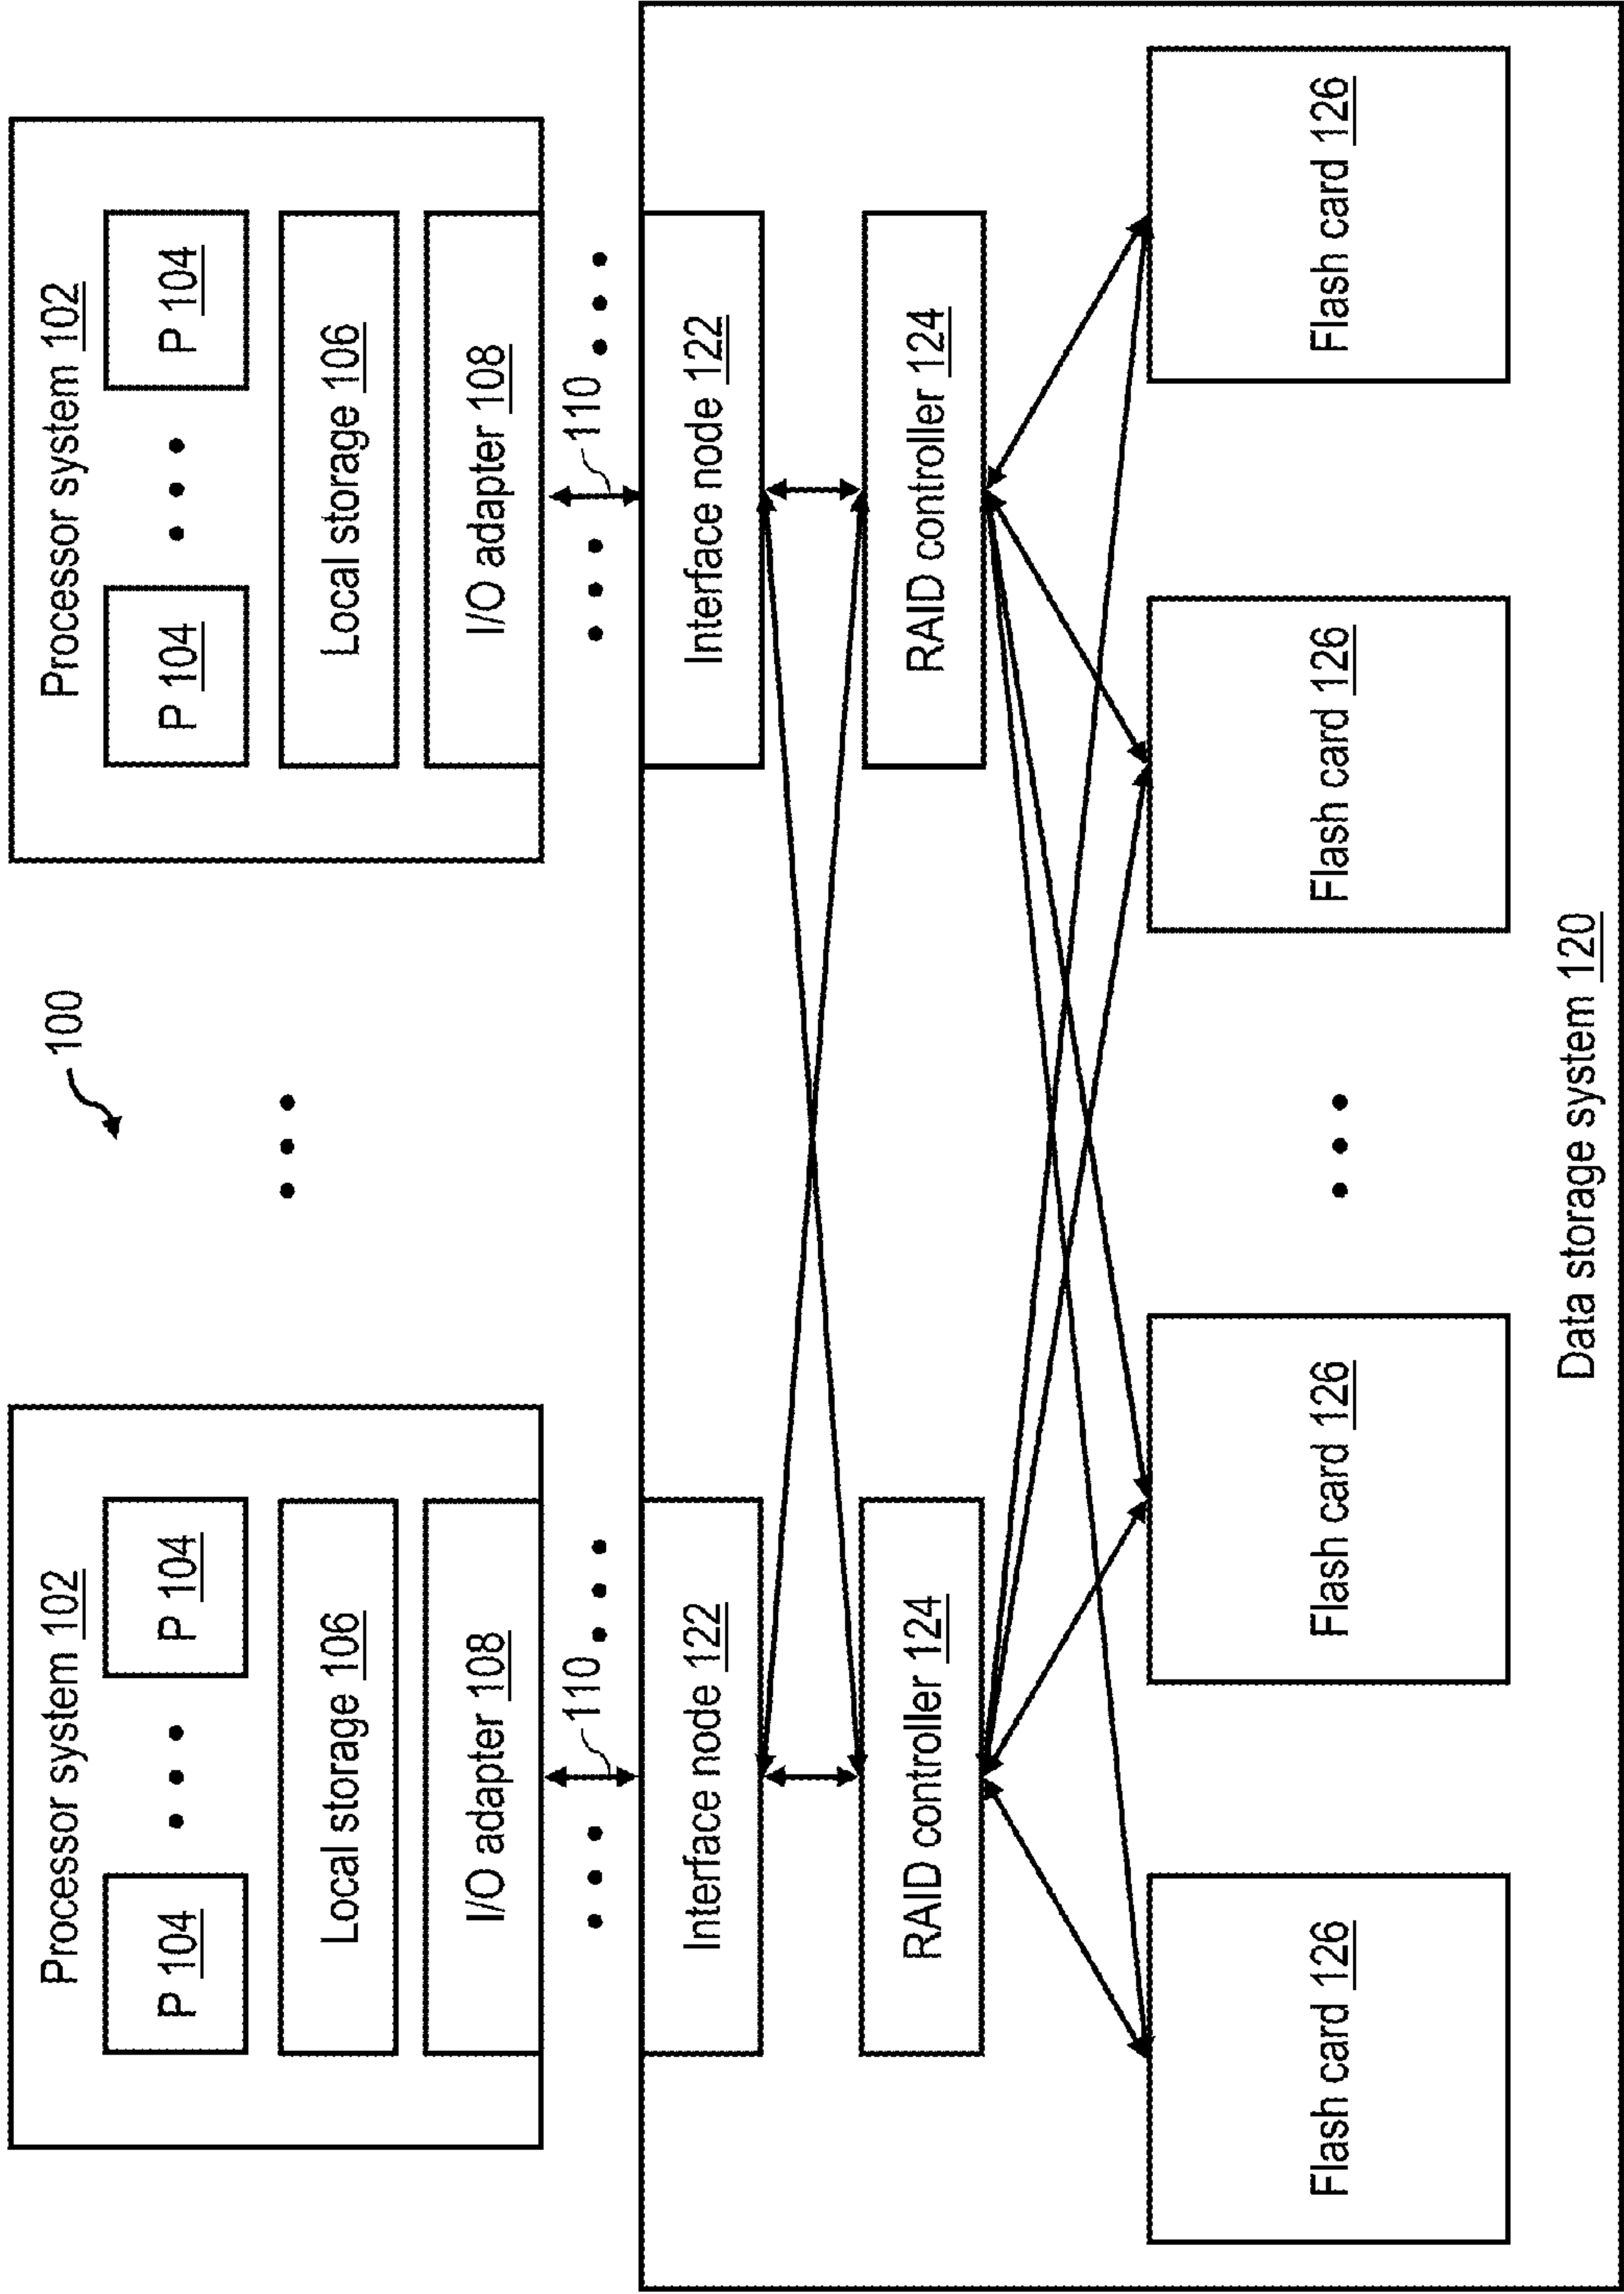 100
Processor system 102
P 104
P 104
Local storage 106
I/O adapter 108
110
Processor system 102
P 104
P 104
Local storage 106
I/O adapter 108
110
Interface node 122
Interface node 122
RAID controller 124
RAID controller 124
Flash card 126
Flash card 126
Flash card 126
Flash card 126
Data storage system 120